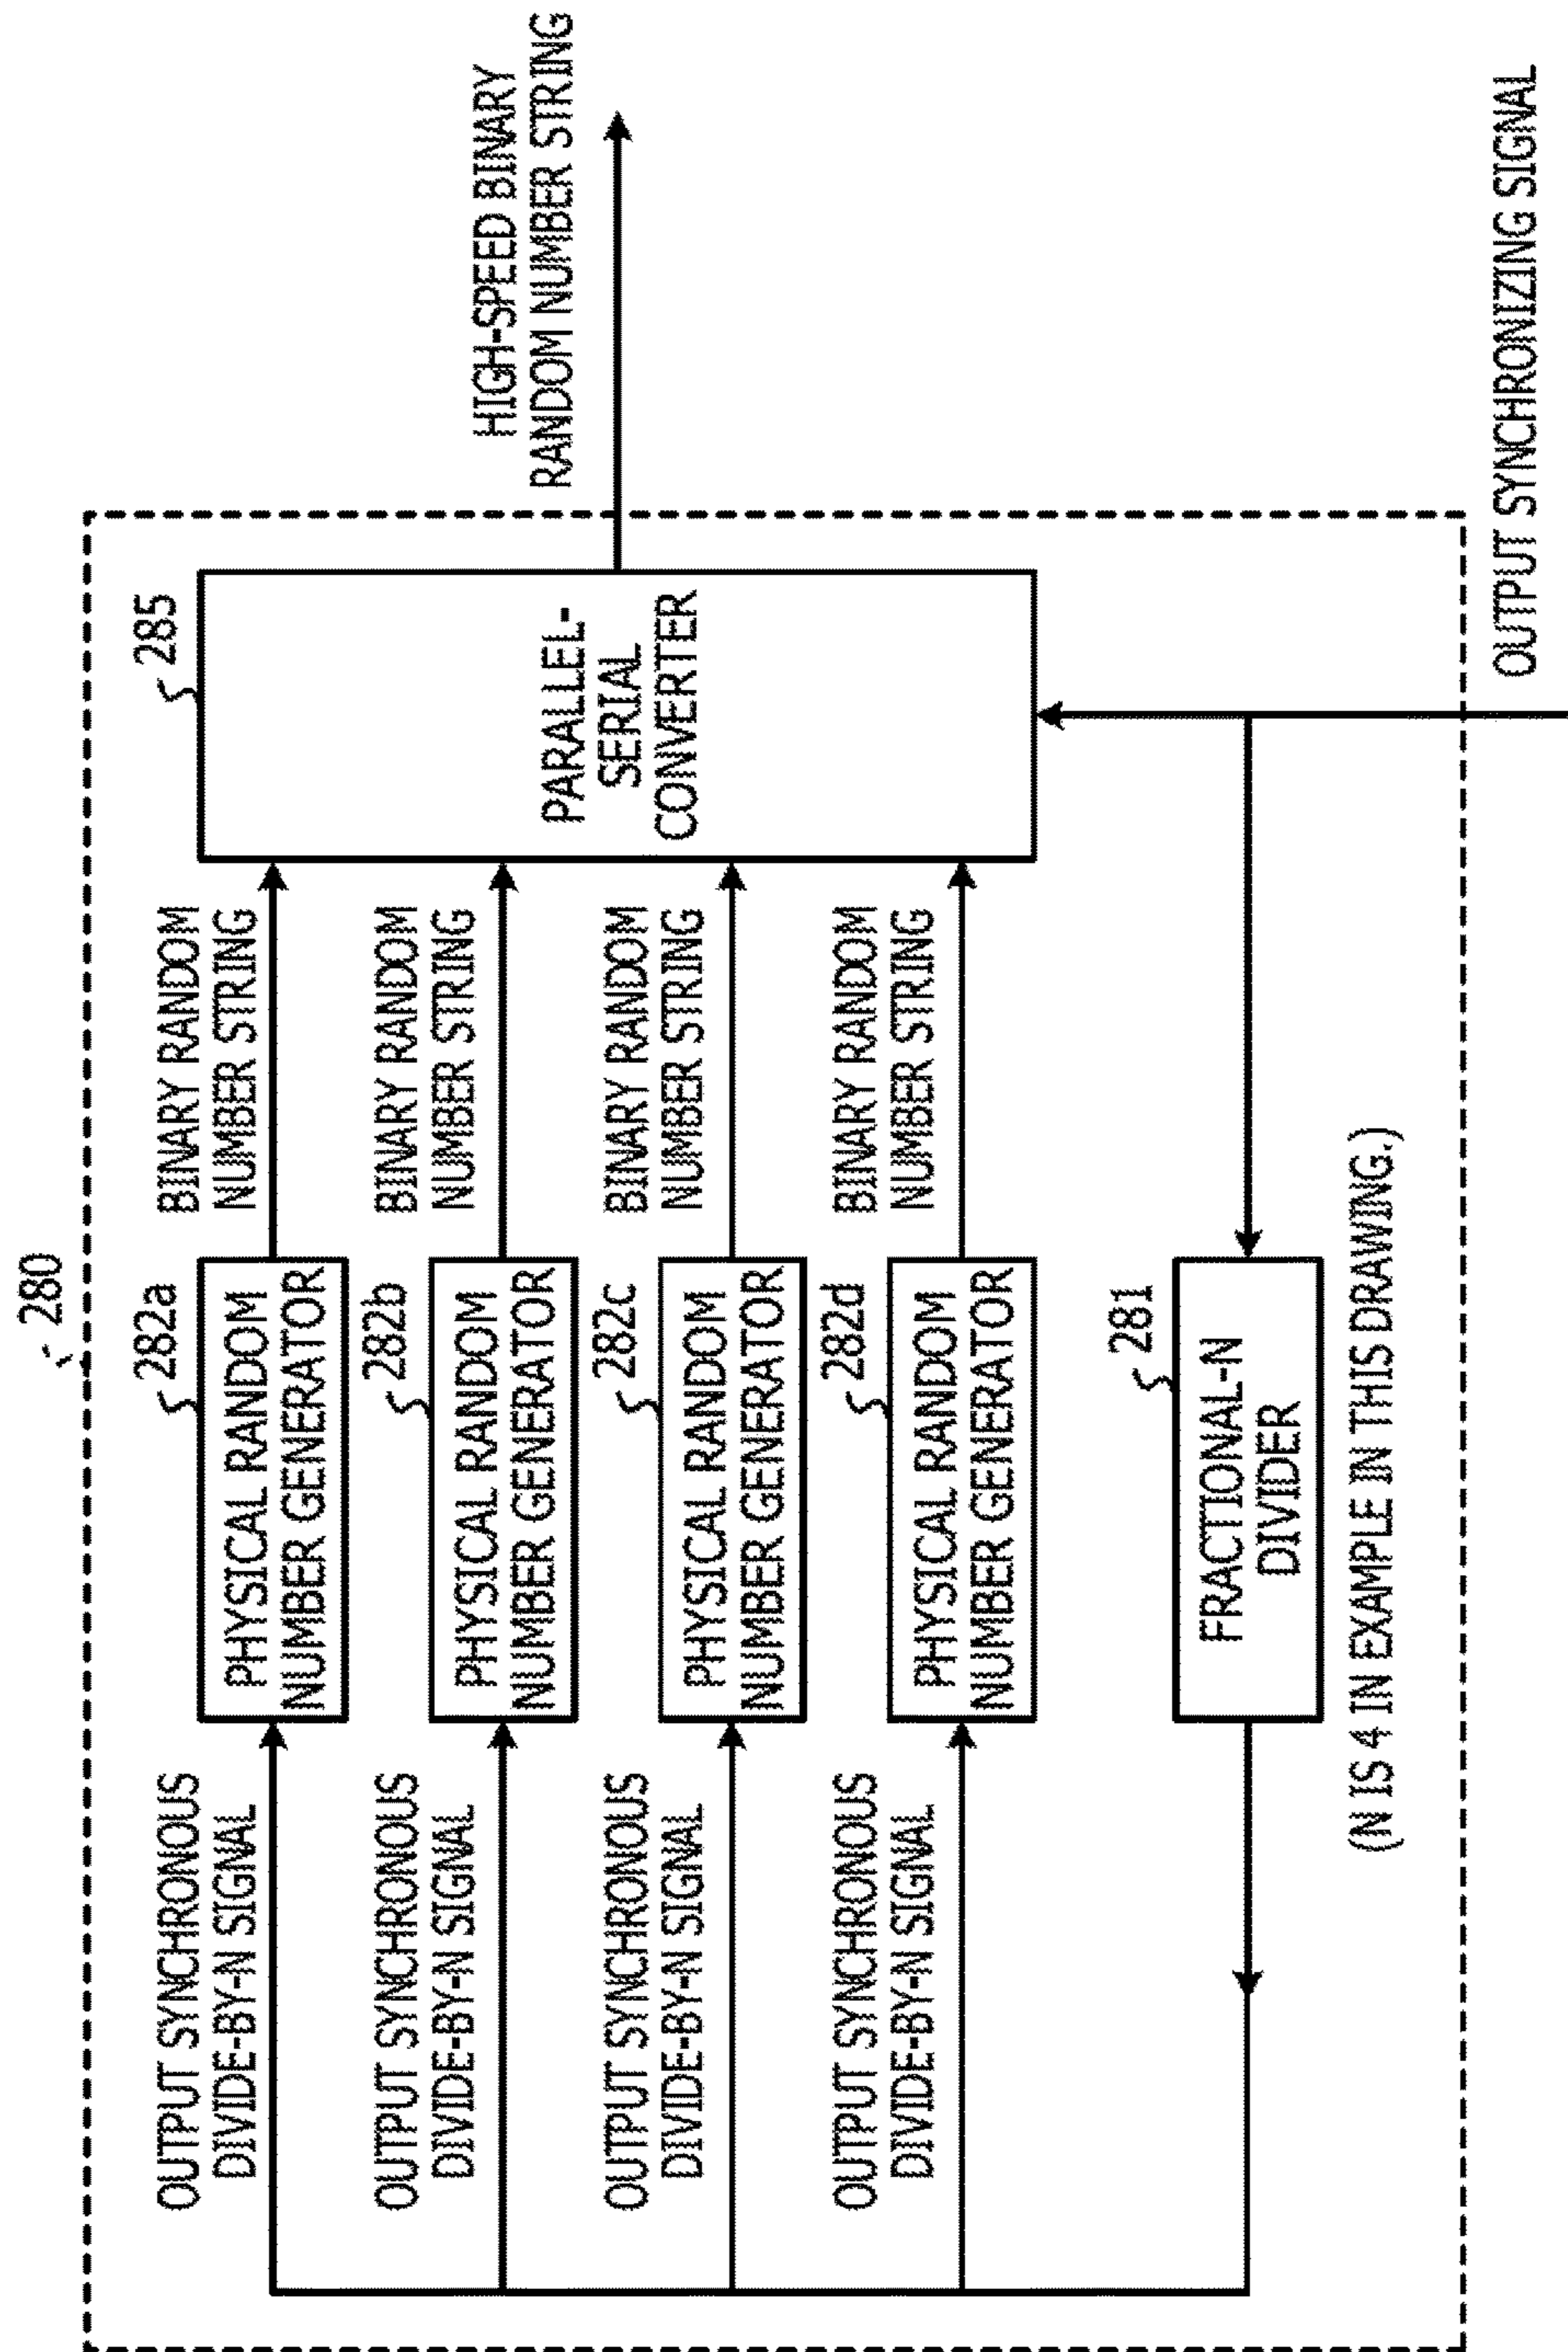 280
282a
285
OUTPUT SYNCHRONOUS
DIVIDE-BY-N SIGNAL
PHYSICAL RANDOM
NUMBER GENERATOR
BINARY RANDOM
NUMBER STRING
282b
OUTPUT SYNCHRONOUS
DIVIDE-BY-N SIGNAL
PHYSICAL RANDOM
NUMBER GENERATOR
BINARY RANDOM
NUMBER STRING
282c
OUTPUT SYNCHRONOUS
DIVIDE-BY-N SIGNAL
PHYSICAL RANDOM
NUMBER GENERATOR
BINARY RANDOM
NUMBER STRING
282d
OUTPUT SYNCHRONOUS
DIVIDE-BY-N SIGNAL
PHYSICAL RANDOM
NUMBER GENERATOR
BINARY RANDOM
NUMBER STRING
PARALLEL-
SERIAL
CONVERTER
HIGH-SPEED BINARY
RANDOM NUMBER STRING
281
FRACTIONAL-N
DIVIDER
(N IS 4 IN EXAMPLE IN THIS DRAWING.)
OUTPUT SYNCHRONIZING SIGNAL